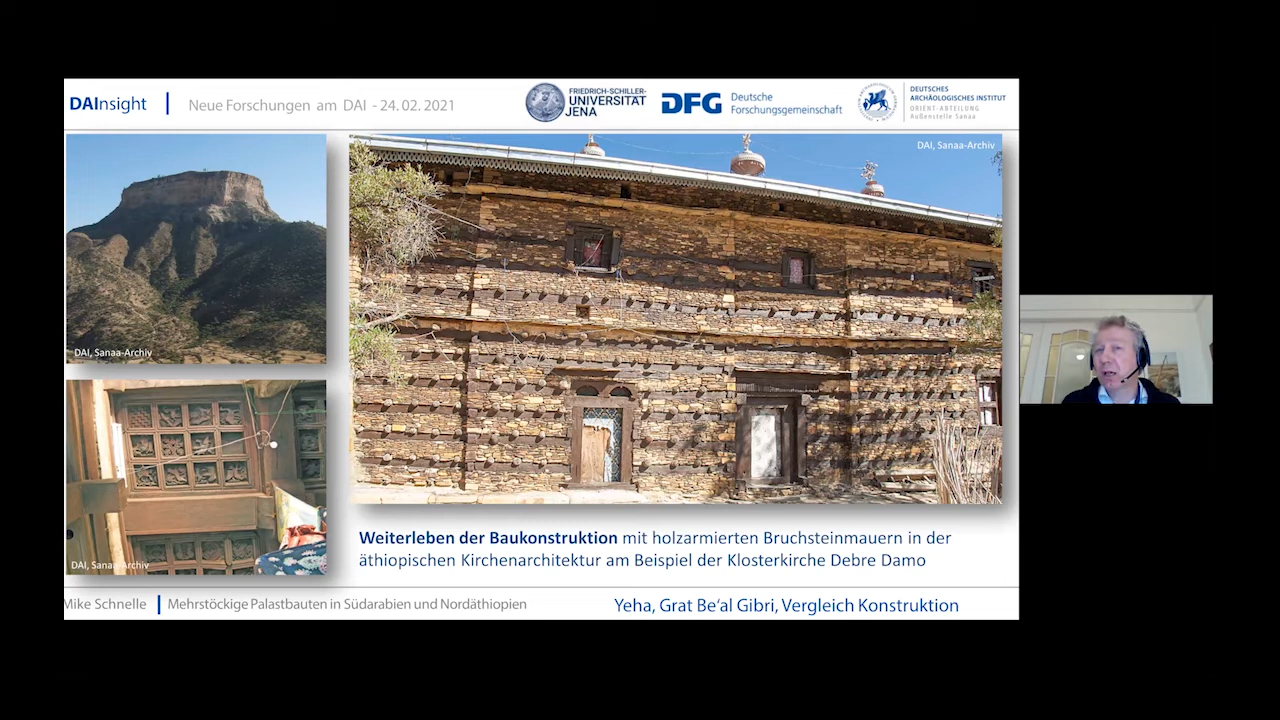 DAInsight
Neue Forschungen am DAI - 24. 02. 2021
FRIEDRICH-SCHILLER-
UNIVERSITÄT
JENA
DFG
Deutsche
Forschungsgemeinschaft
DEUTSCHES
ARCHÄOLOGISCHES INSTITUT
ORIENT-ABTEILUNG
Außenstelle Sanaa
DAI, Sanaa-Archiv
DAI, Sanaa-Archiv
DAI, Sanaa-Archiv
Weiterleben der Baukonstruktion mit holzarmierten Bruchsteinmauern in der
äthiopischen Kirchenarchitektur am Beispiel der Klosterkirche Debre Damo
Mike Schnelle
Mehrstöckige Palastbauten in Südarabien und Nordäthiopien
Yeha, Grat Be‘al Gibri, Vergleich Konstruktion